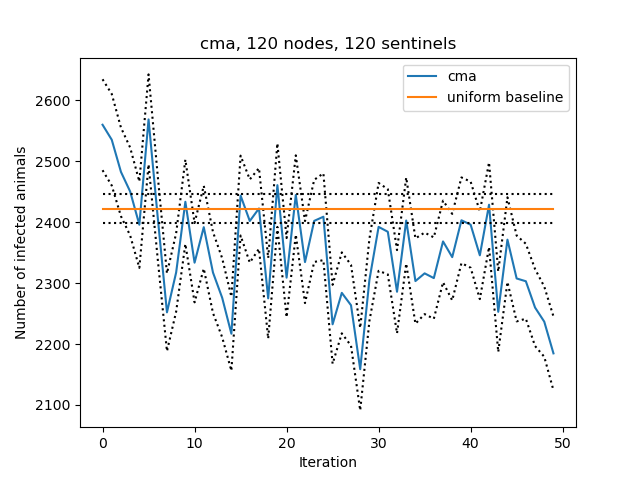 cma, 120 nodes, 120 sentinels
cma
uniform baseline
Number of infected animals
2600
2500
2400
2300
2200
2100
0 10 20 30 40 50
Iteration